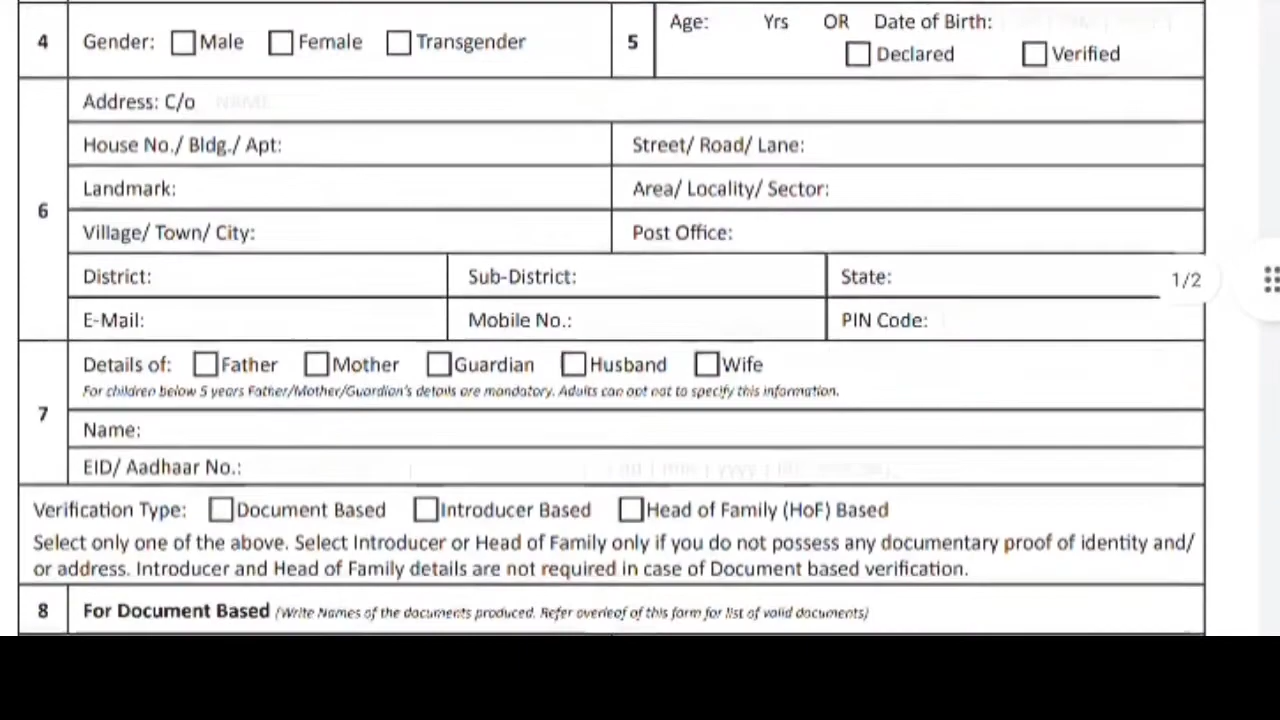 4 Gender: Male Female Transgender 5 Age: Yrs OR Date of Birth:
Declared Verified
6
Address: C/o NAME
House No./ Bldg./ Apt: Street/ Road/ Lane:
Landmark: Area/ Locality/ Sector:
Village/ Town/ City: Post Office:
District: Sub-District: State:
1/2
E-Mail: Mobile No.: PIN Code:
7
Details of: Father Mother Guardian Husband Wife
For children below 5 years Father/Mother/Guardian's details are mandatory. Adults can opt not to specify this information.
Name:
EID/ Aadhaar No.:
Verification Type: Document Based Introducer Based Head of Family (HoF) Based
Select only one of the above. Select Introducer or Head of Family only if you do not possess any documentary proof of identity and/
or address. Introducer and Head of Family details are not required in case of Document based verification.
8 For Document Based (Write Names of the documents produced. Refer overleaf of this form for list of valid documents)